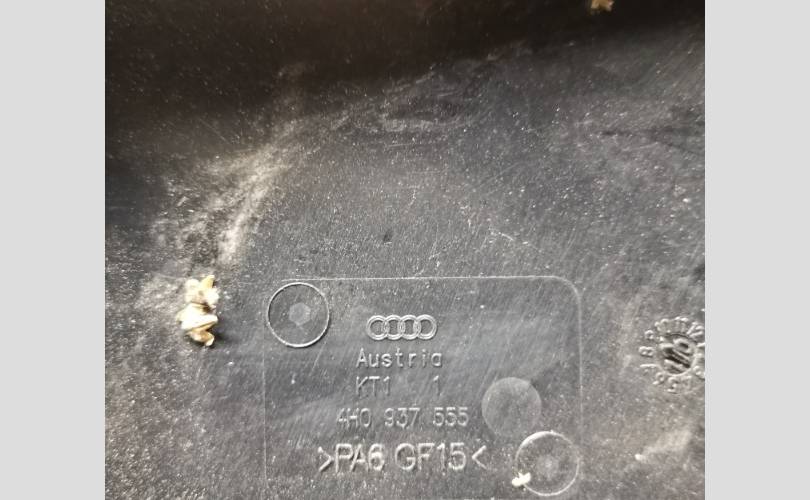 Austria
KT1 1
4H0 937 555
>PA6 GF15<